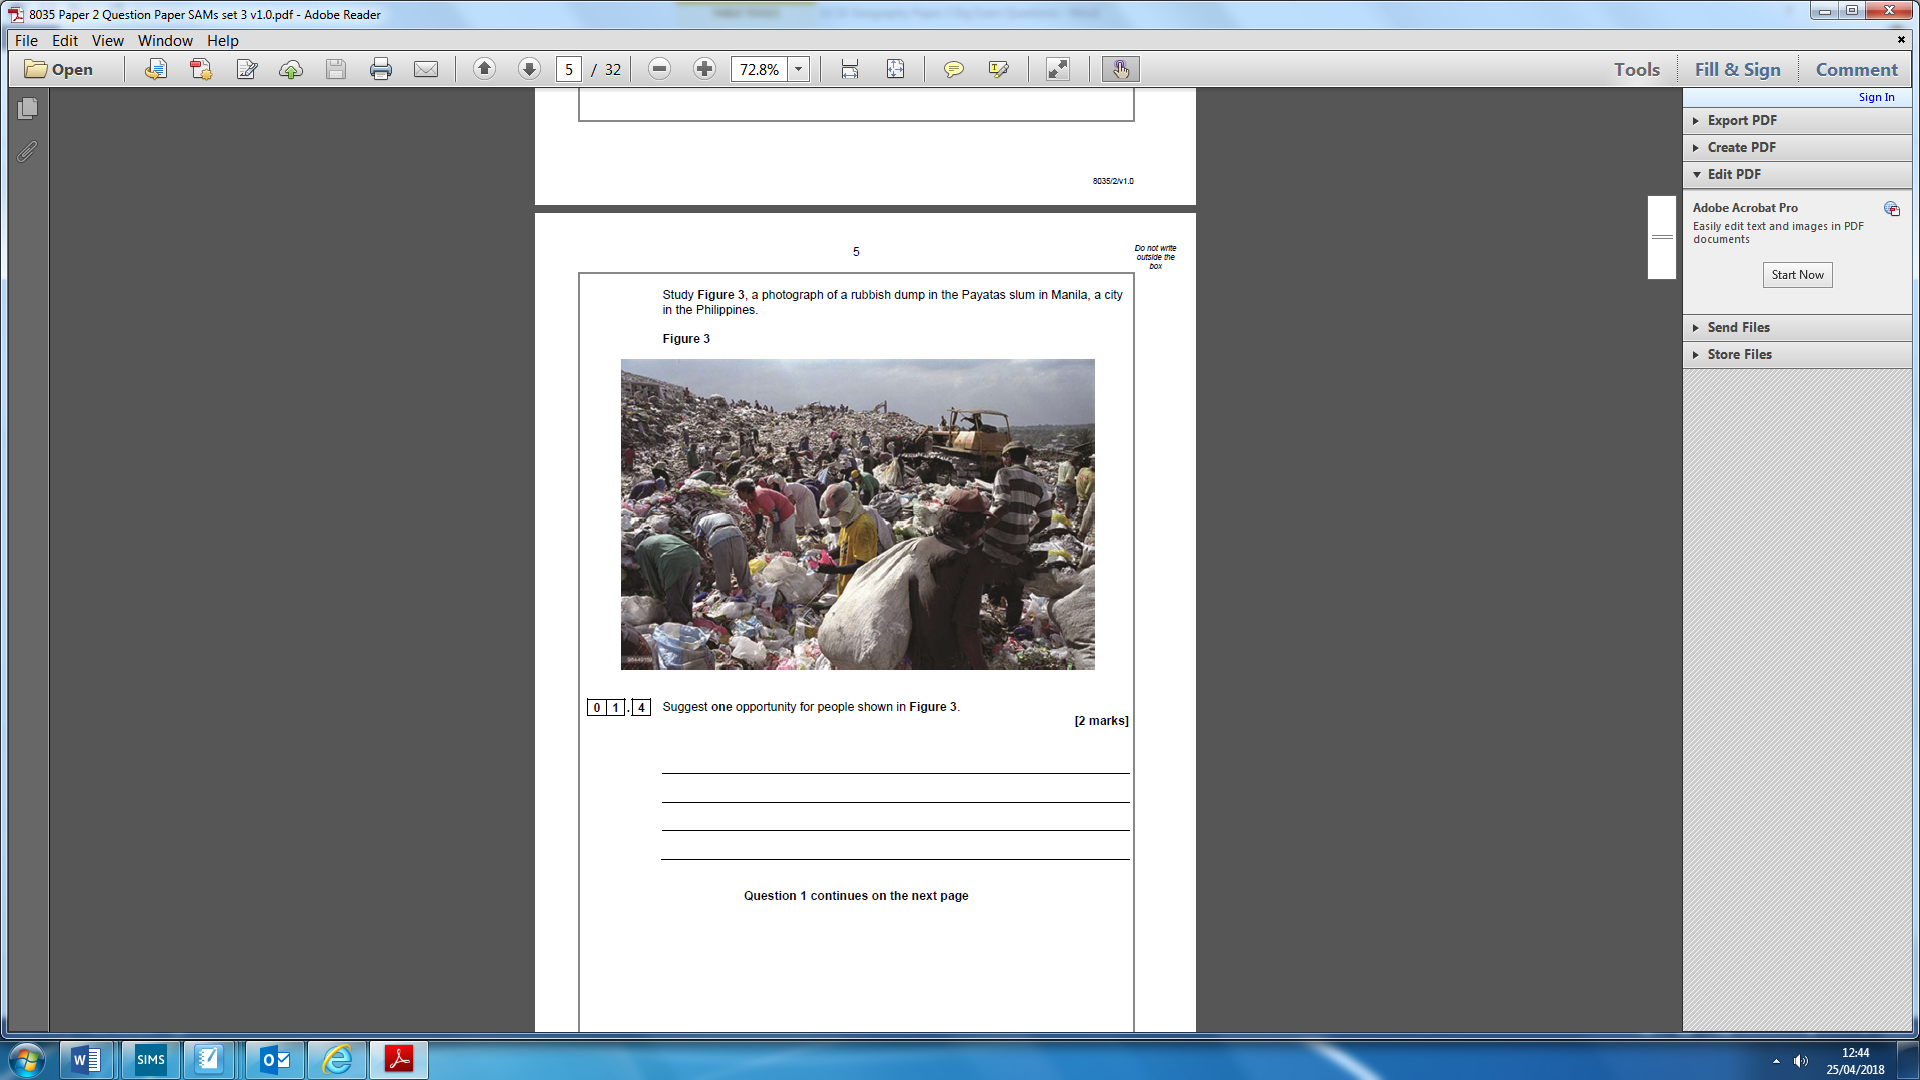 8035 Paper 2 Question Paper SAMs set 3 v1.0.pdf - Adobe Reader
File Edit View Window Help
Open
5 / 32
72.8%
Tools Fill & Sign Comment
Sign In
Export PDF
Create PDF
Edit PDF
Adobe Acrobat Pro
Easily edit text and images in PDF
documents
Start Now
Send Files
Store Files
8035/2/v1.0
5
Do not write
outside the
box
Study Figure 3, a photograph of a rubbish dump in the Payatas slum in Manila, a city
in the Philippines.
Figure 3
0 1 . 4 Suggest one opportunity for people shown in Figure 3.
[2 marks]
Question 1 continues on the next page
SIMS
12:44
25/04/2018